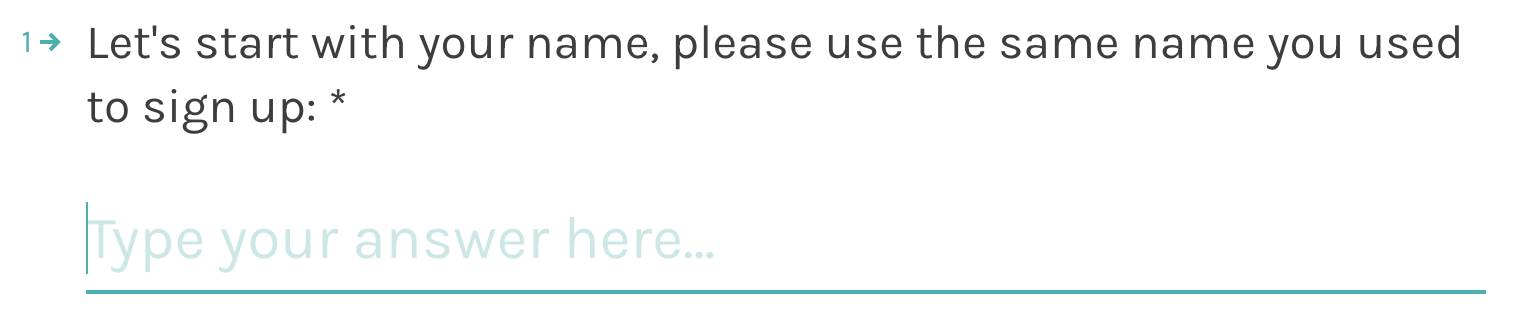 1→ Let's start with your name, please use the same name you used
to sign up: *
Type your answer here...